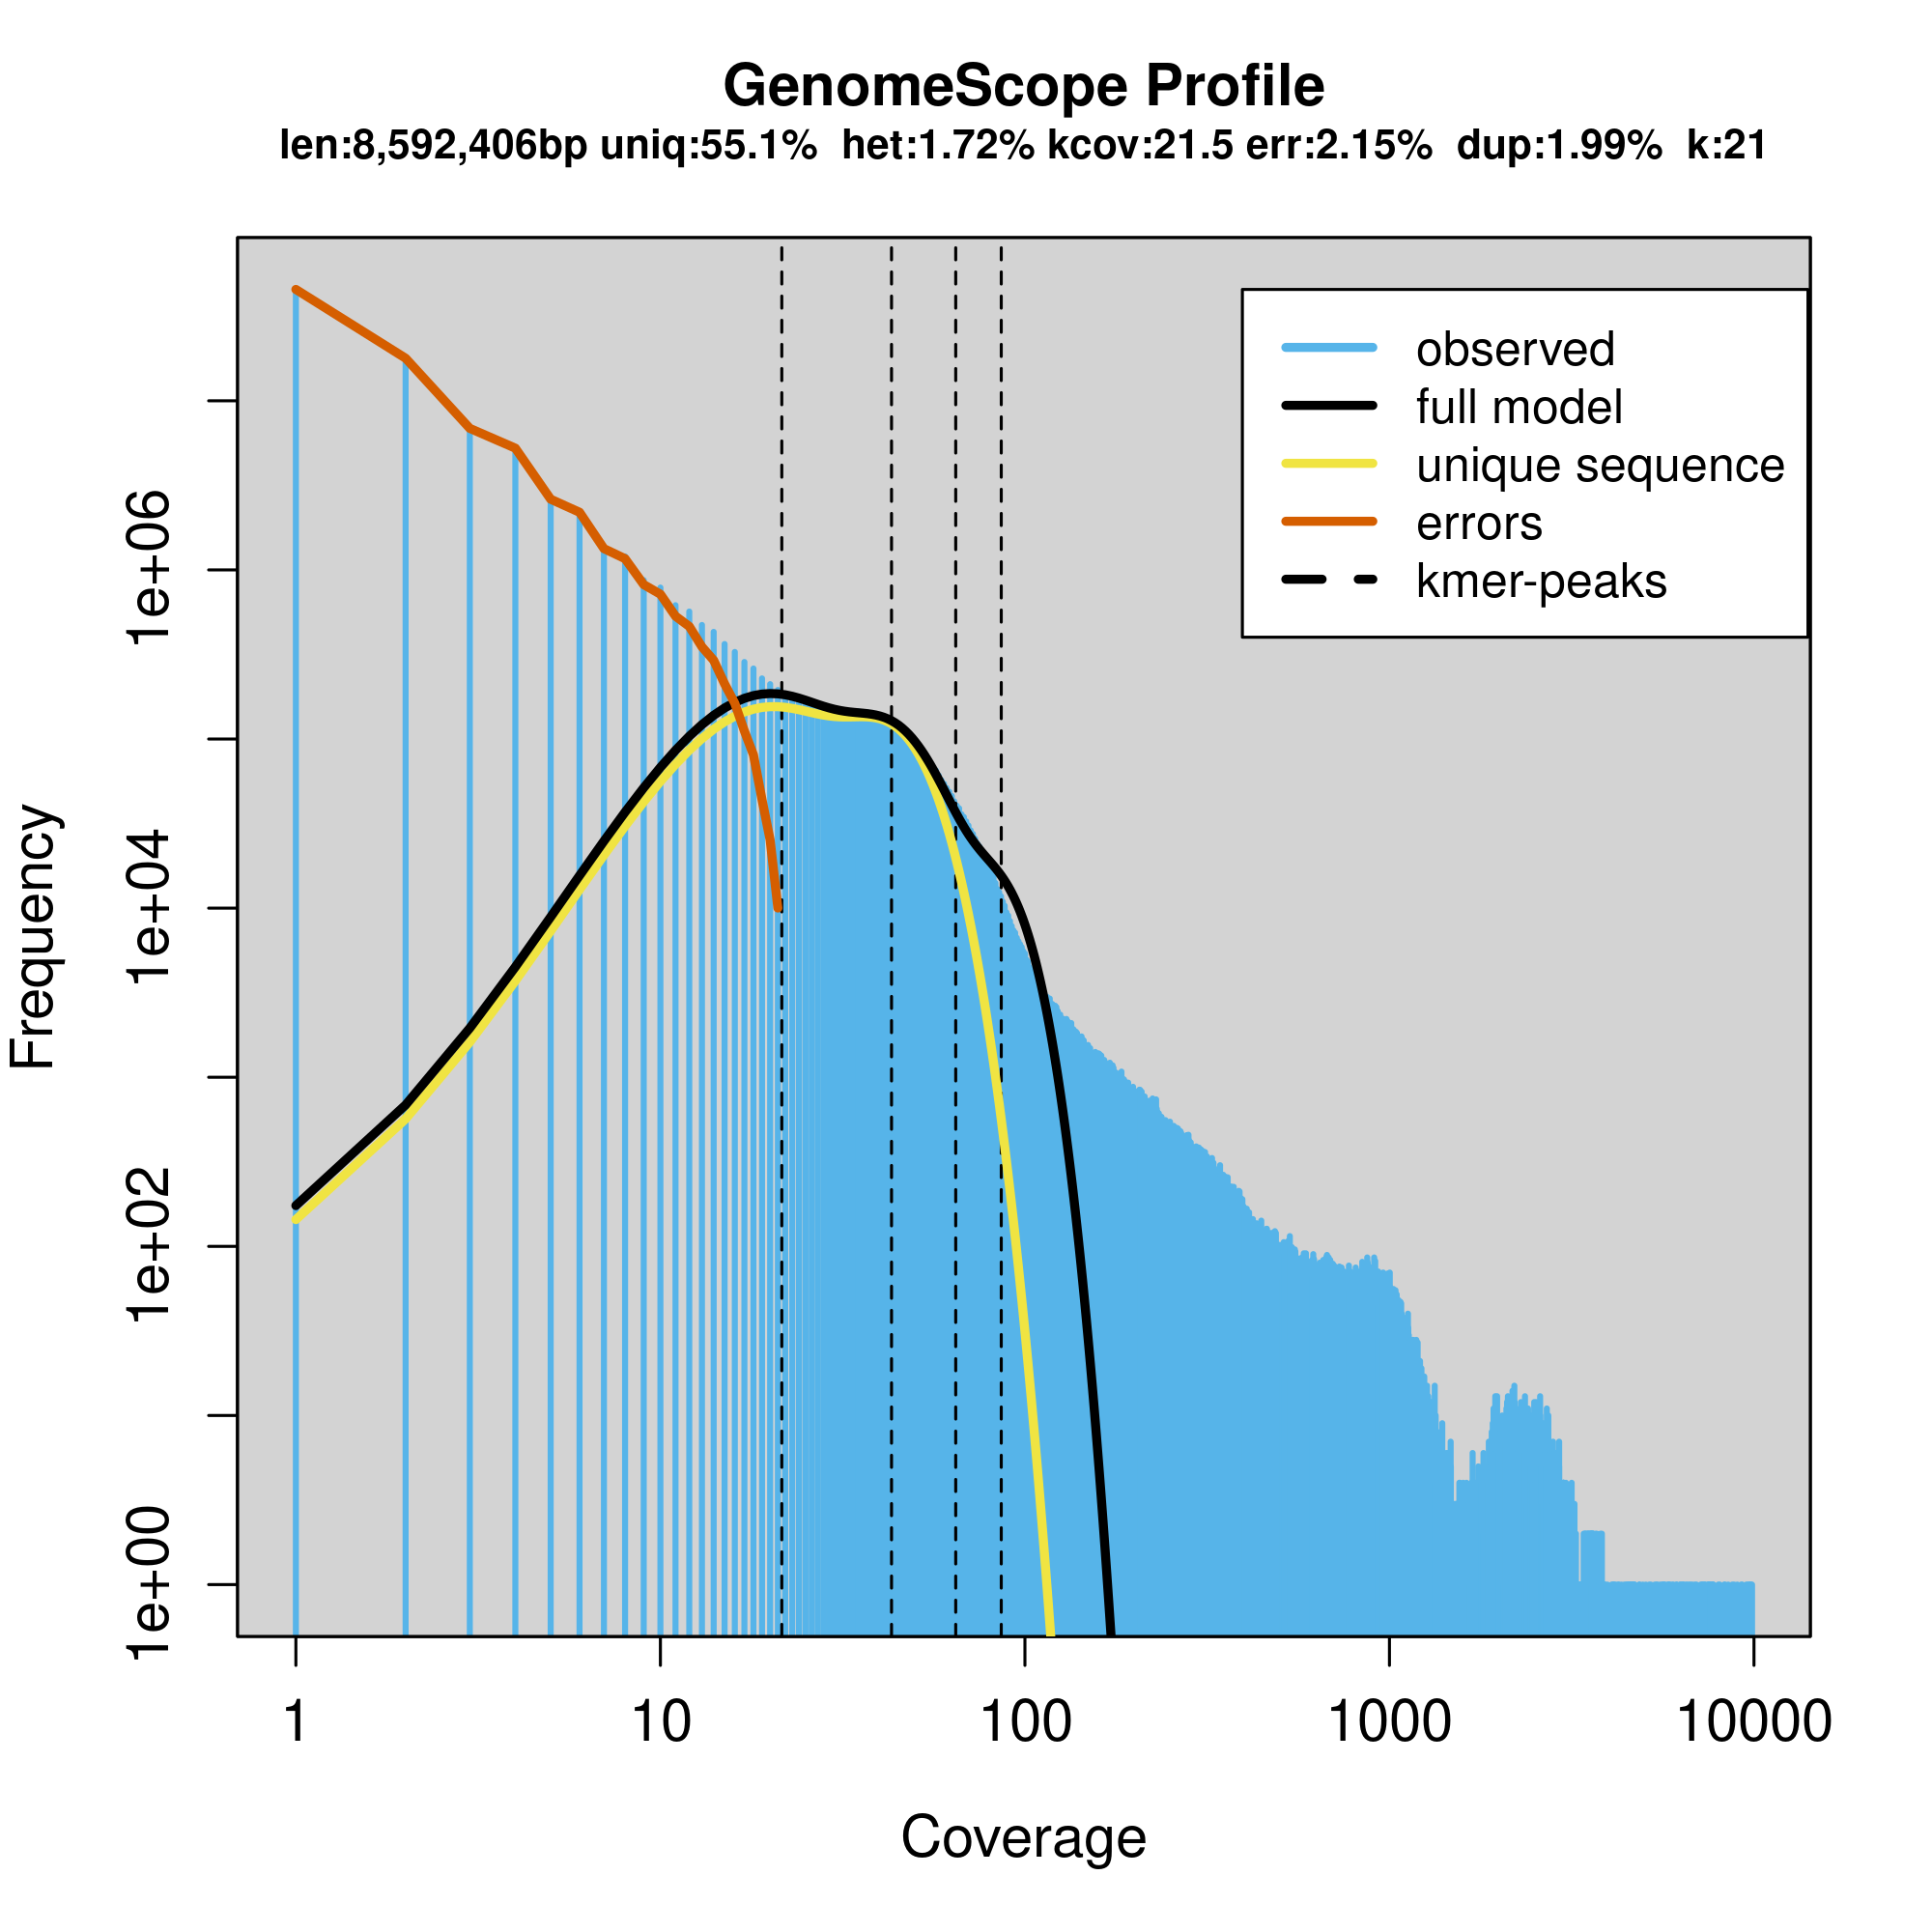 GenomeScope Profile
len:8,592,406bp uniq:55.1% het:1.72% kcov:21.5 err:2.15% dup:1.99% k:21
observed
full model
unique sequence
errors
kmer-peaks
Frequency
1e+06
1e+04
1e+02
1e+00
1 10 100 1000 10000
Coverage